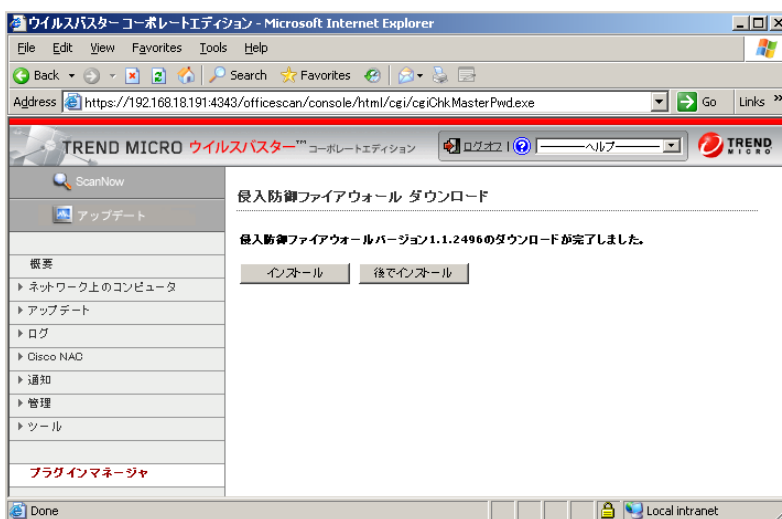 ウイルスバスター コーポレートエディション - Microsoft Internet Explorer
File Edit View Favorites Tools Help
Back Search Favorites
Address https://192.168.18.191:4343/officescan/console/html/cgi/cgiChkMasterPwd.exe Go Links »
TREND MICRO ウイルスバスター™ コーポレートエディション ログオフ | ? ────ヘルプ──── TREND MICRO
ScanNow
アップデート
概要
ネットワーク上のコンピュータ
アップデート
ログ
Cisco NAC
通知
管理
ツール
プラグインマネージャ
侵入防御ファイアウォール ダウンロード
侵入防御ファイアウォールバージョン1.1.2496のダウンロードが完了しました。
インストール 後でインストール
Done Local intranet